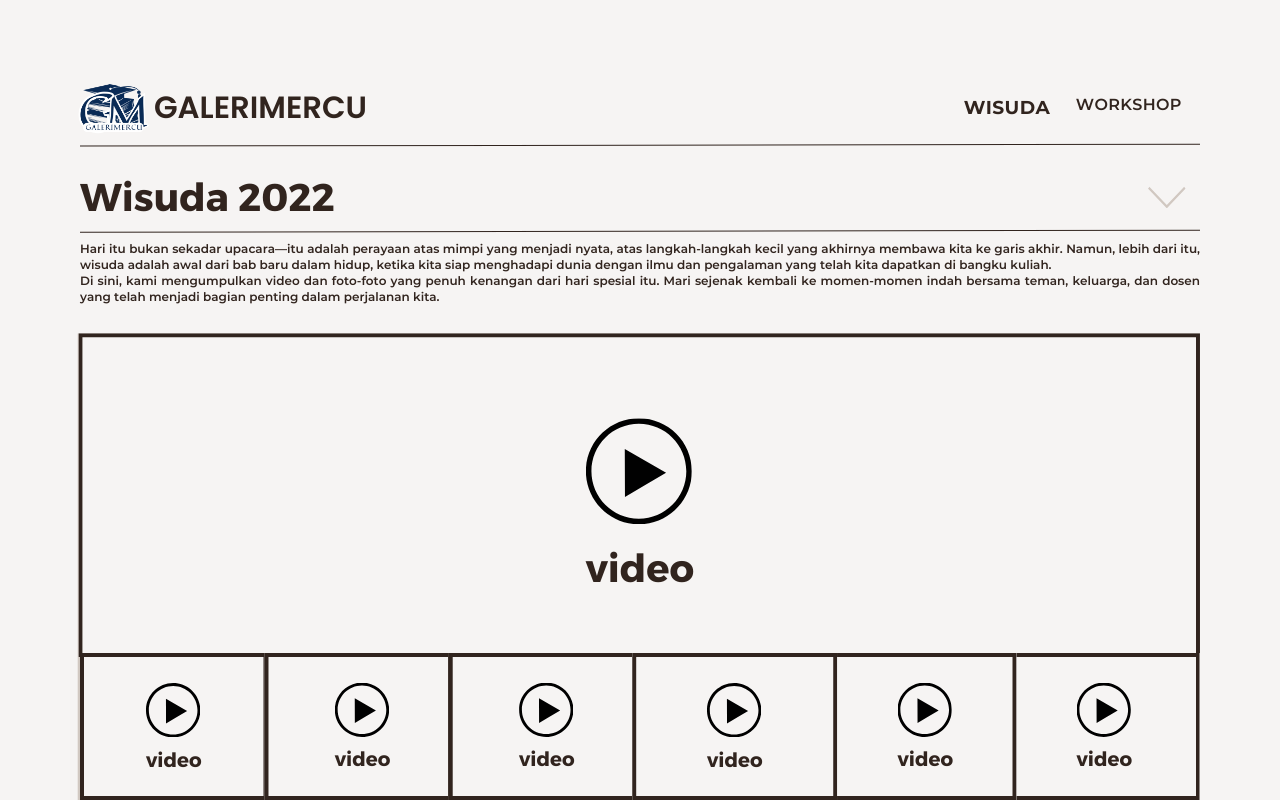 GALERIMERCU
GALERIMERCU
WISUDA
WORKSHOP
Wisuda 2022
Hari itu bukan sekadar upacara—itu adalah perayaan atas mimpi yang menjadi nyata, atas langkah-langkah kecil yang akhirnya membawa kita ke garis akhir. Namun, lebih dari itu,
wisuda adalah awal dari bab baru dalam hidup, ketika kita siap menghadapi dunia dengan ilmu dan pengalaman yang telah kita dapatkan di bangku kuliah.
Di sini, kami mengumpulkan video dan foto-foto yang penuh kenangan dari hari spesial itu. Mari sejenak kembali ke momen-momen indah bersama teman, keluarga, dan dosen
yang telah menjadi bagian penting dalam perjalanan kita.
video
video
video
video
video
video
video